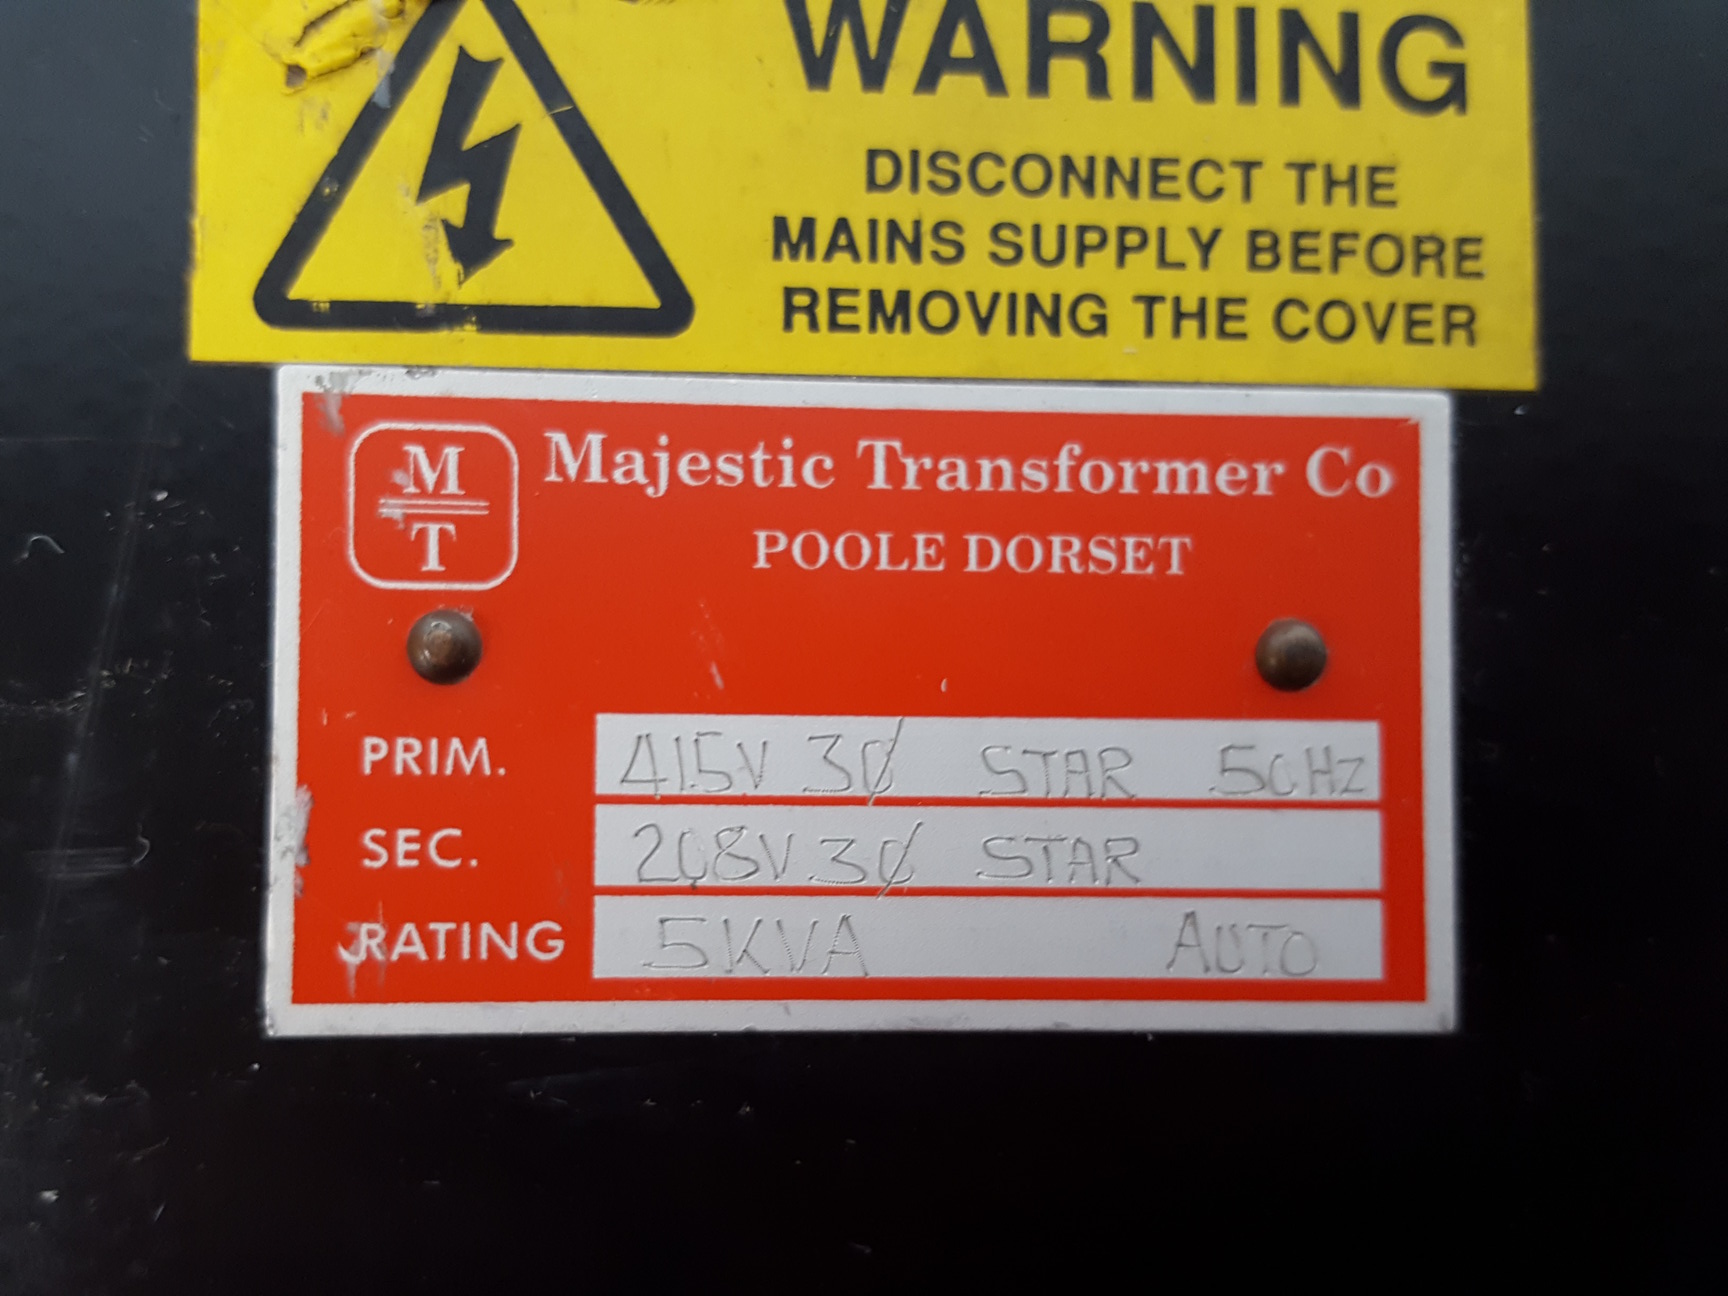 WARNING
DISCONNECT THE
MAINS SUPPLY BEFORE
REMOVING THE COVER
M
T
Majestic Transformer Co
POOLE DORSET
PRIM. 415V 3Ø STAR 50Hz
SEC. 208V 3Ø STAR
RATING 5KVA AUTO